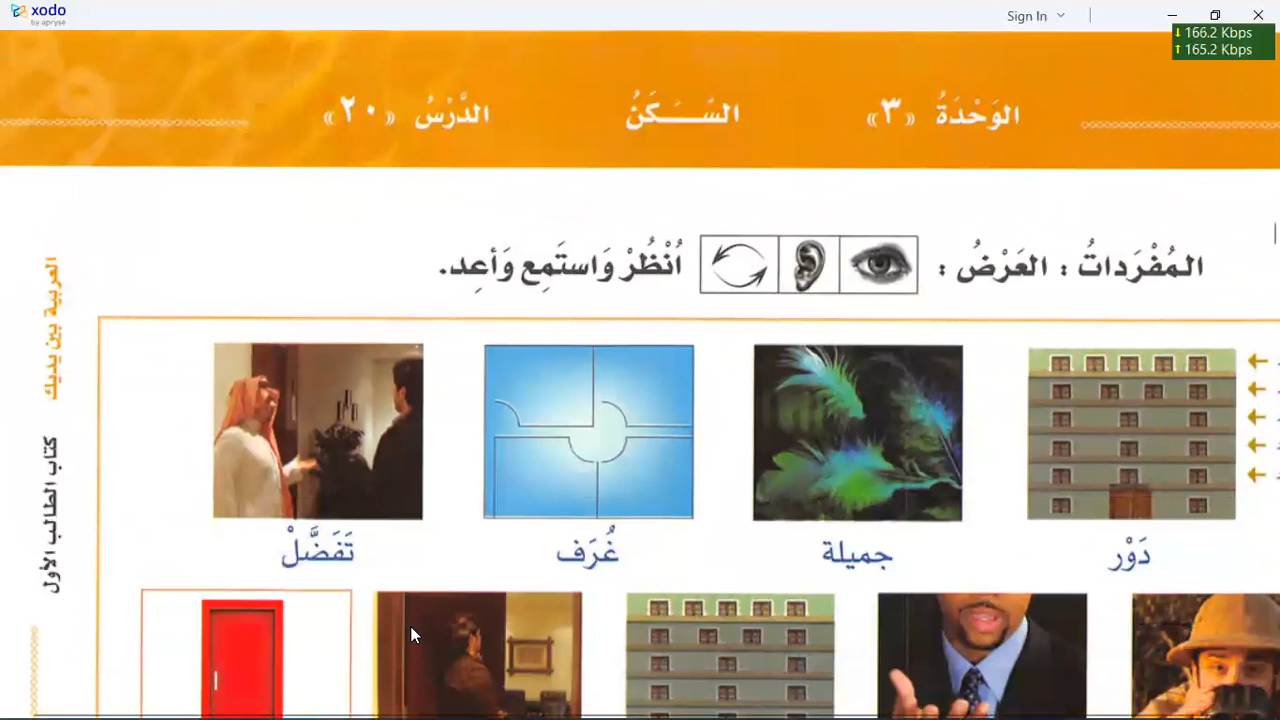 xodo
by apryse
Sign In
↓ 166.2 Kbps
↑ 165.2 Kbps
الوَحْدَةُ «٣» السَّـكَنُ الدَّرْسُ «٢٠»
المُفْرَداتُ : العَرْضُ : اُنْظُرْ وَاستَمِع وَأعِد.
دَوْر جميلة غُرَف تَفَضَّلْ
العربية بين يديك
كتاب الطالب الأول